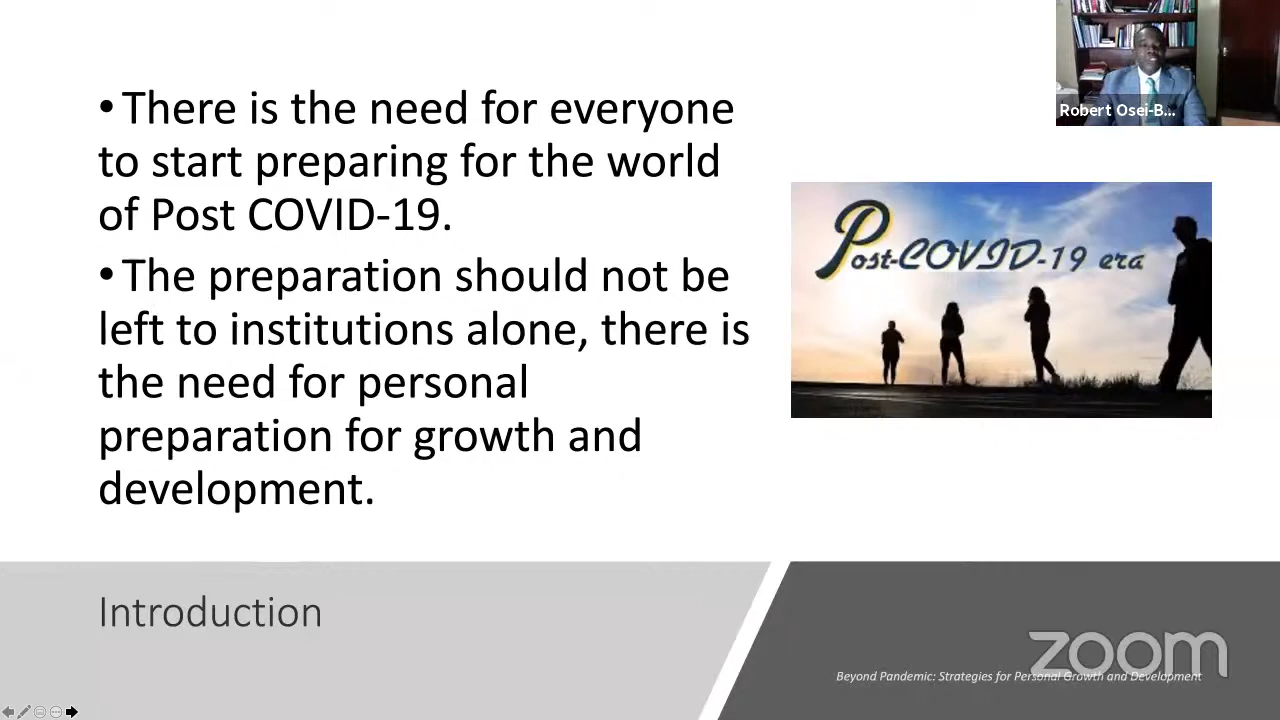 Robert Osei-B...
• There is the need for everyone
to start preparing for the world
of Post COVID-19.
• The preparation should not be
left to institutions alone, there is
the need for personal
preparation for growth and
development.
Post-COVID-19 era
Introduction
zoom
Beyond Pandemic: Strategies for Personal Growth and Development